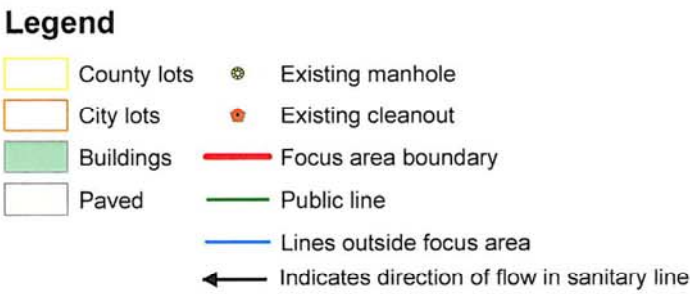 Legend
County lots
Existing manhole
City lots
Existing cleanout
Buildings
Focus area boundary
Paved
Public line
Lines outside focus area
Indicates direction of flow in sanitary line